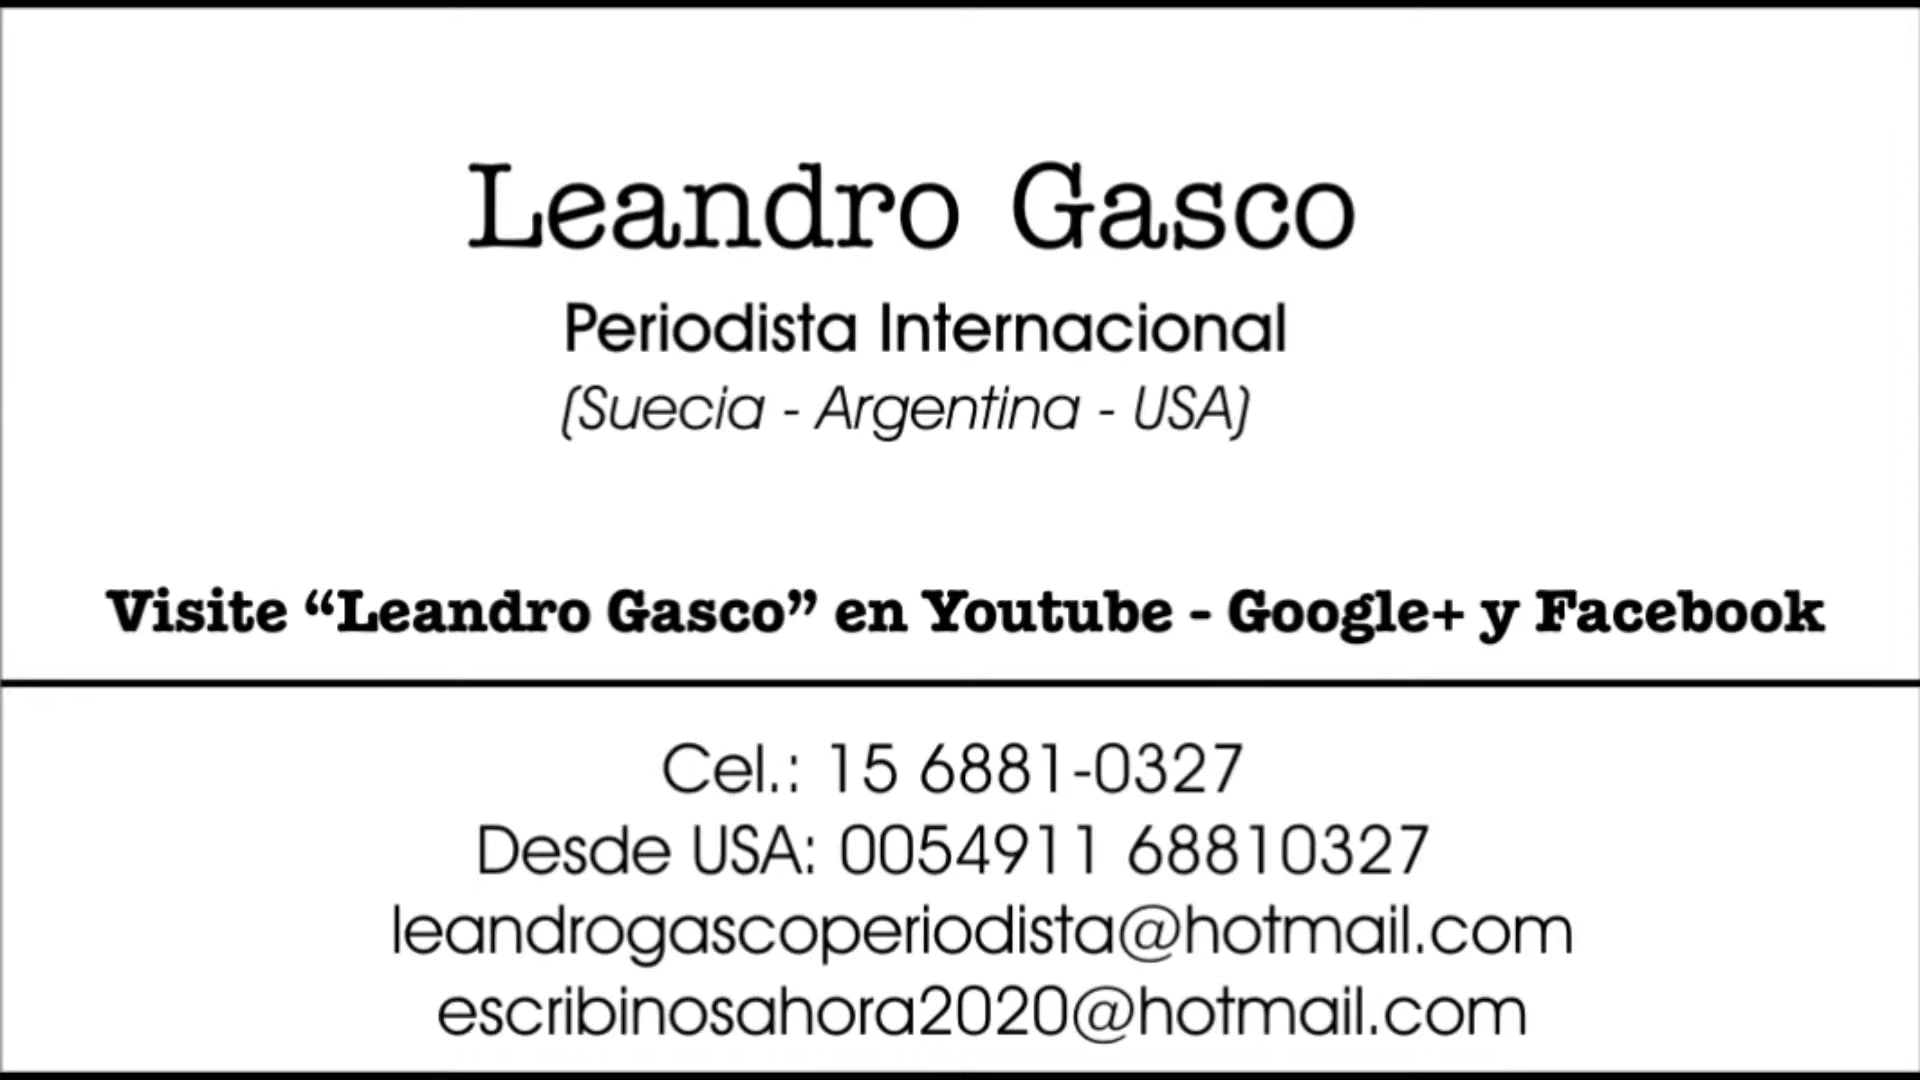 Leandro Gasco
Periodista Internacional
(Suecia - Argentina - USA)
Visite “Leandro Gasco” en Youtube - Google+ y Facebook
Cel.: 15 6881-0327
Desde USA: 0054911 68810327
leandrogascoperiodista@hotmail.com
escribinosahora2020@hotmail.com